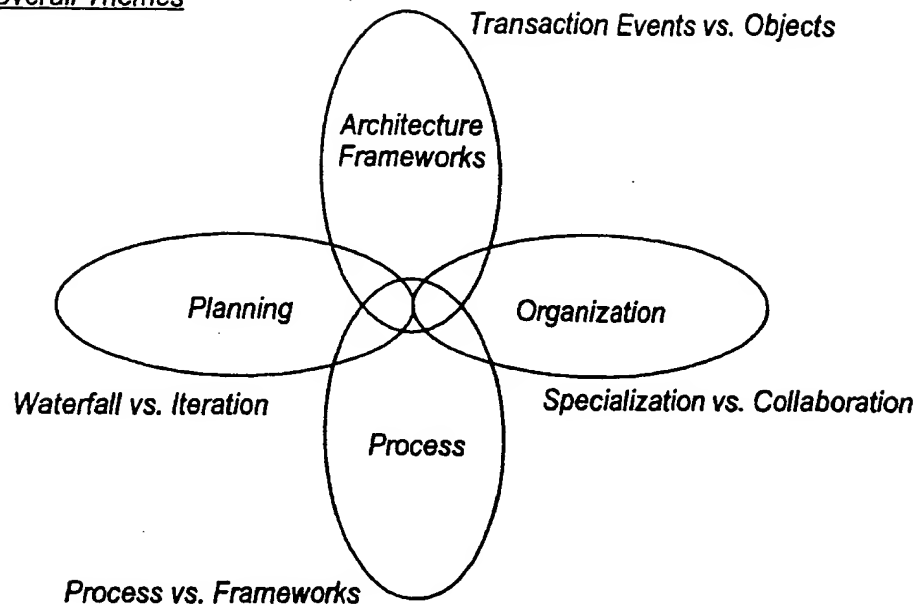 Overall Themes
Transaction Events vs. Objects
Architecture
Frameworks
Planning
Organization
Waterfall vs. Iteration
Specialization vs. Collaboration
Process
Process vs. Frameworks